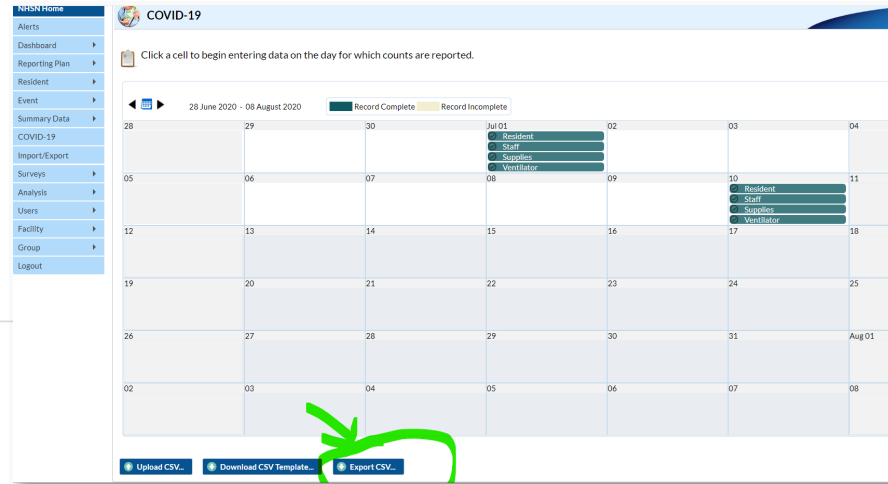 NHSN Home
Alerts
Dashboard
Reporting Plan
Resident
Event
Summary Data
COVID-19
Import/Export
Surveys
Analysis
Users
Facility
Group
Logout
COVID-19
Click a cell to begin entering data on the day for which counts are reported.
28 June 2020 - 08 August 2020
Record Complete Record Incomplete
28 29 30 Jul 01 02 03 04
Resident
Staff
Supplies
Ventilator
05 06 07 08 09 10 11
Resident
Staff
Supplies
Ventilator
12 13 14 15 16 17 18
19 20 21 22 23 24 25
26 27 28 29 30 31 Aug 01
02 03 04 05 06 07 08
Upload CSV... Download CSV Template... Export CSV...